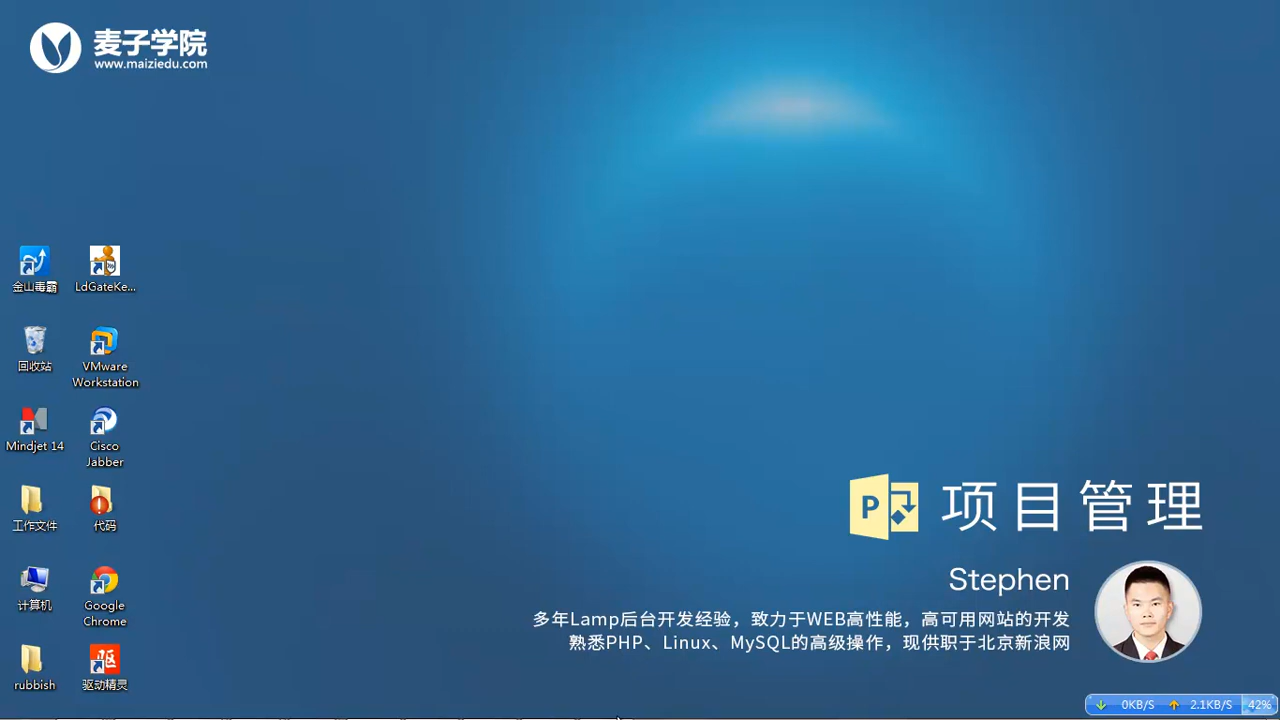 麦子学院
www.maiziedu.com
金山毒霸
LdGateKe...
回收站
VMware
Workstation
Mindjet 14
Cisco
Jabber
工作文件
代码
计算机
Google
Chrome
rubbish
驱
驱动精灵
P
项目管理
Stephen
多年Lamp后台开发经验，致力于WEB高性能，高可用网站的开发
熟悉PHP、Linux、MySQL的高级操作，现供职于北京新浪网
0KB/S 2.1KB/S 42%